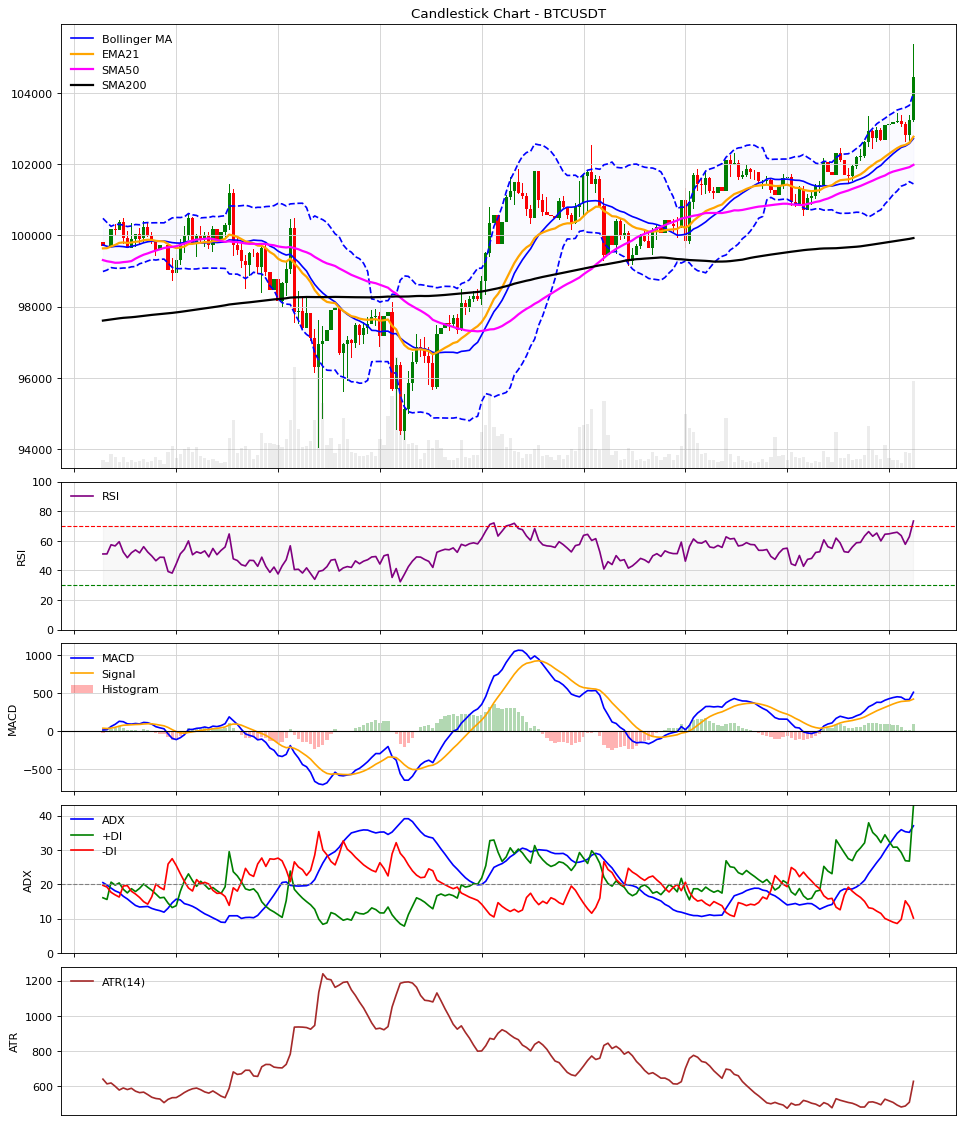 Candlestick Chart - BTCUSDT
Bollinger MA
EMA21
SMA50
SMA200
104000
102000
100000
98000
96000
94000
RSI
100
80
60
40
20
0
RSI
MACD
Signal
Histogram
1000
500
0
−500
MACD
ADX
+DI
-DI
40
30
20
10
0
ADX
ATR(14)
1200
1000
800
600
ATR